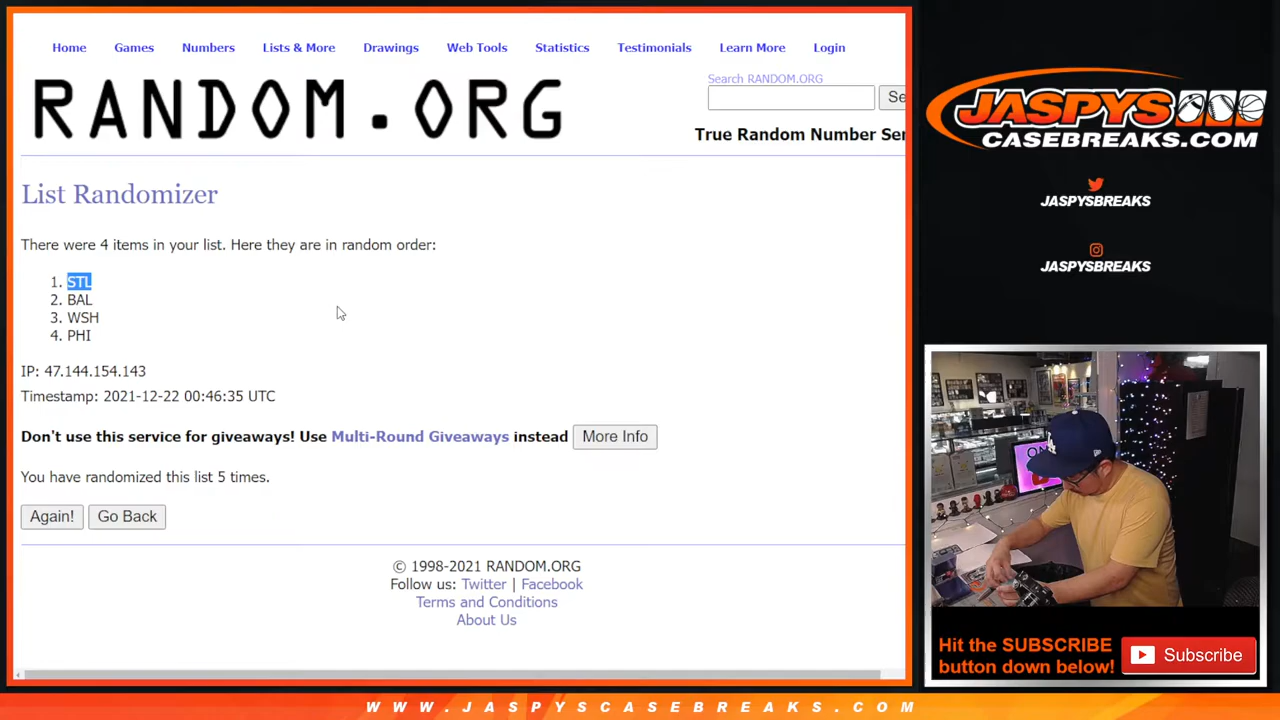 Home Games Numbers Lists & More Drawings Web Tools Statistics Testimonials Learn More Login
RANDOM.ORG
Search RANDOM.ORG
Se
True Random Number Ser
List Randomizer
There were 4 items in your list. Here they are in random order:
1. STL
2. BAL
3. WSH
4. PHI
IP: 47.144.154.143
Timestamp: 2021-12-22 00:46:35 UTC
Don't use this service for giveaways! Use Multi-Round Giveaways instead More Info
You have randomized this list 5 times.
Again! Go Back
© 1998-2021 RANDOM.ORG
Follow us: Twitter | Facebook
Terms and Conditions
About Us
JASPYS
CASEBREAKS.COM
JASPYSBREAKS
JASPYSBREAKS
Hit the SUBSCRIBE
button down below!
Subscribe
WWW.JASPYSCASEBREAKS.COM